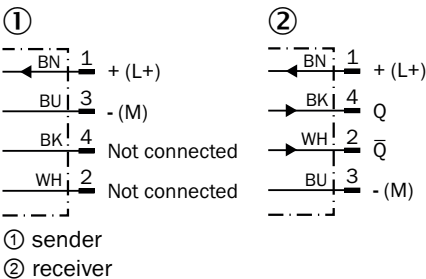 ① ②
BN 1 + (L+)
BU 3 - (M)
BK 4 Not connected
WH 2 Not connected
BN 1 + (L+)
BK 4 Q
WH 2 Q̅
BU 3 - (M)
① sender
② receiver